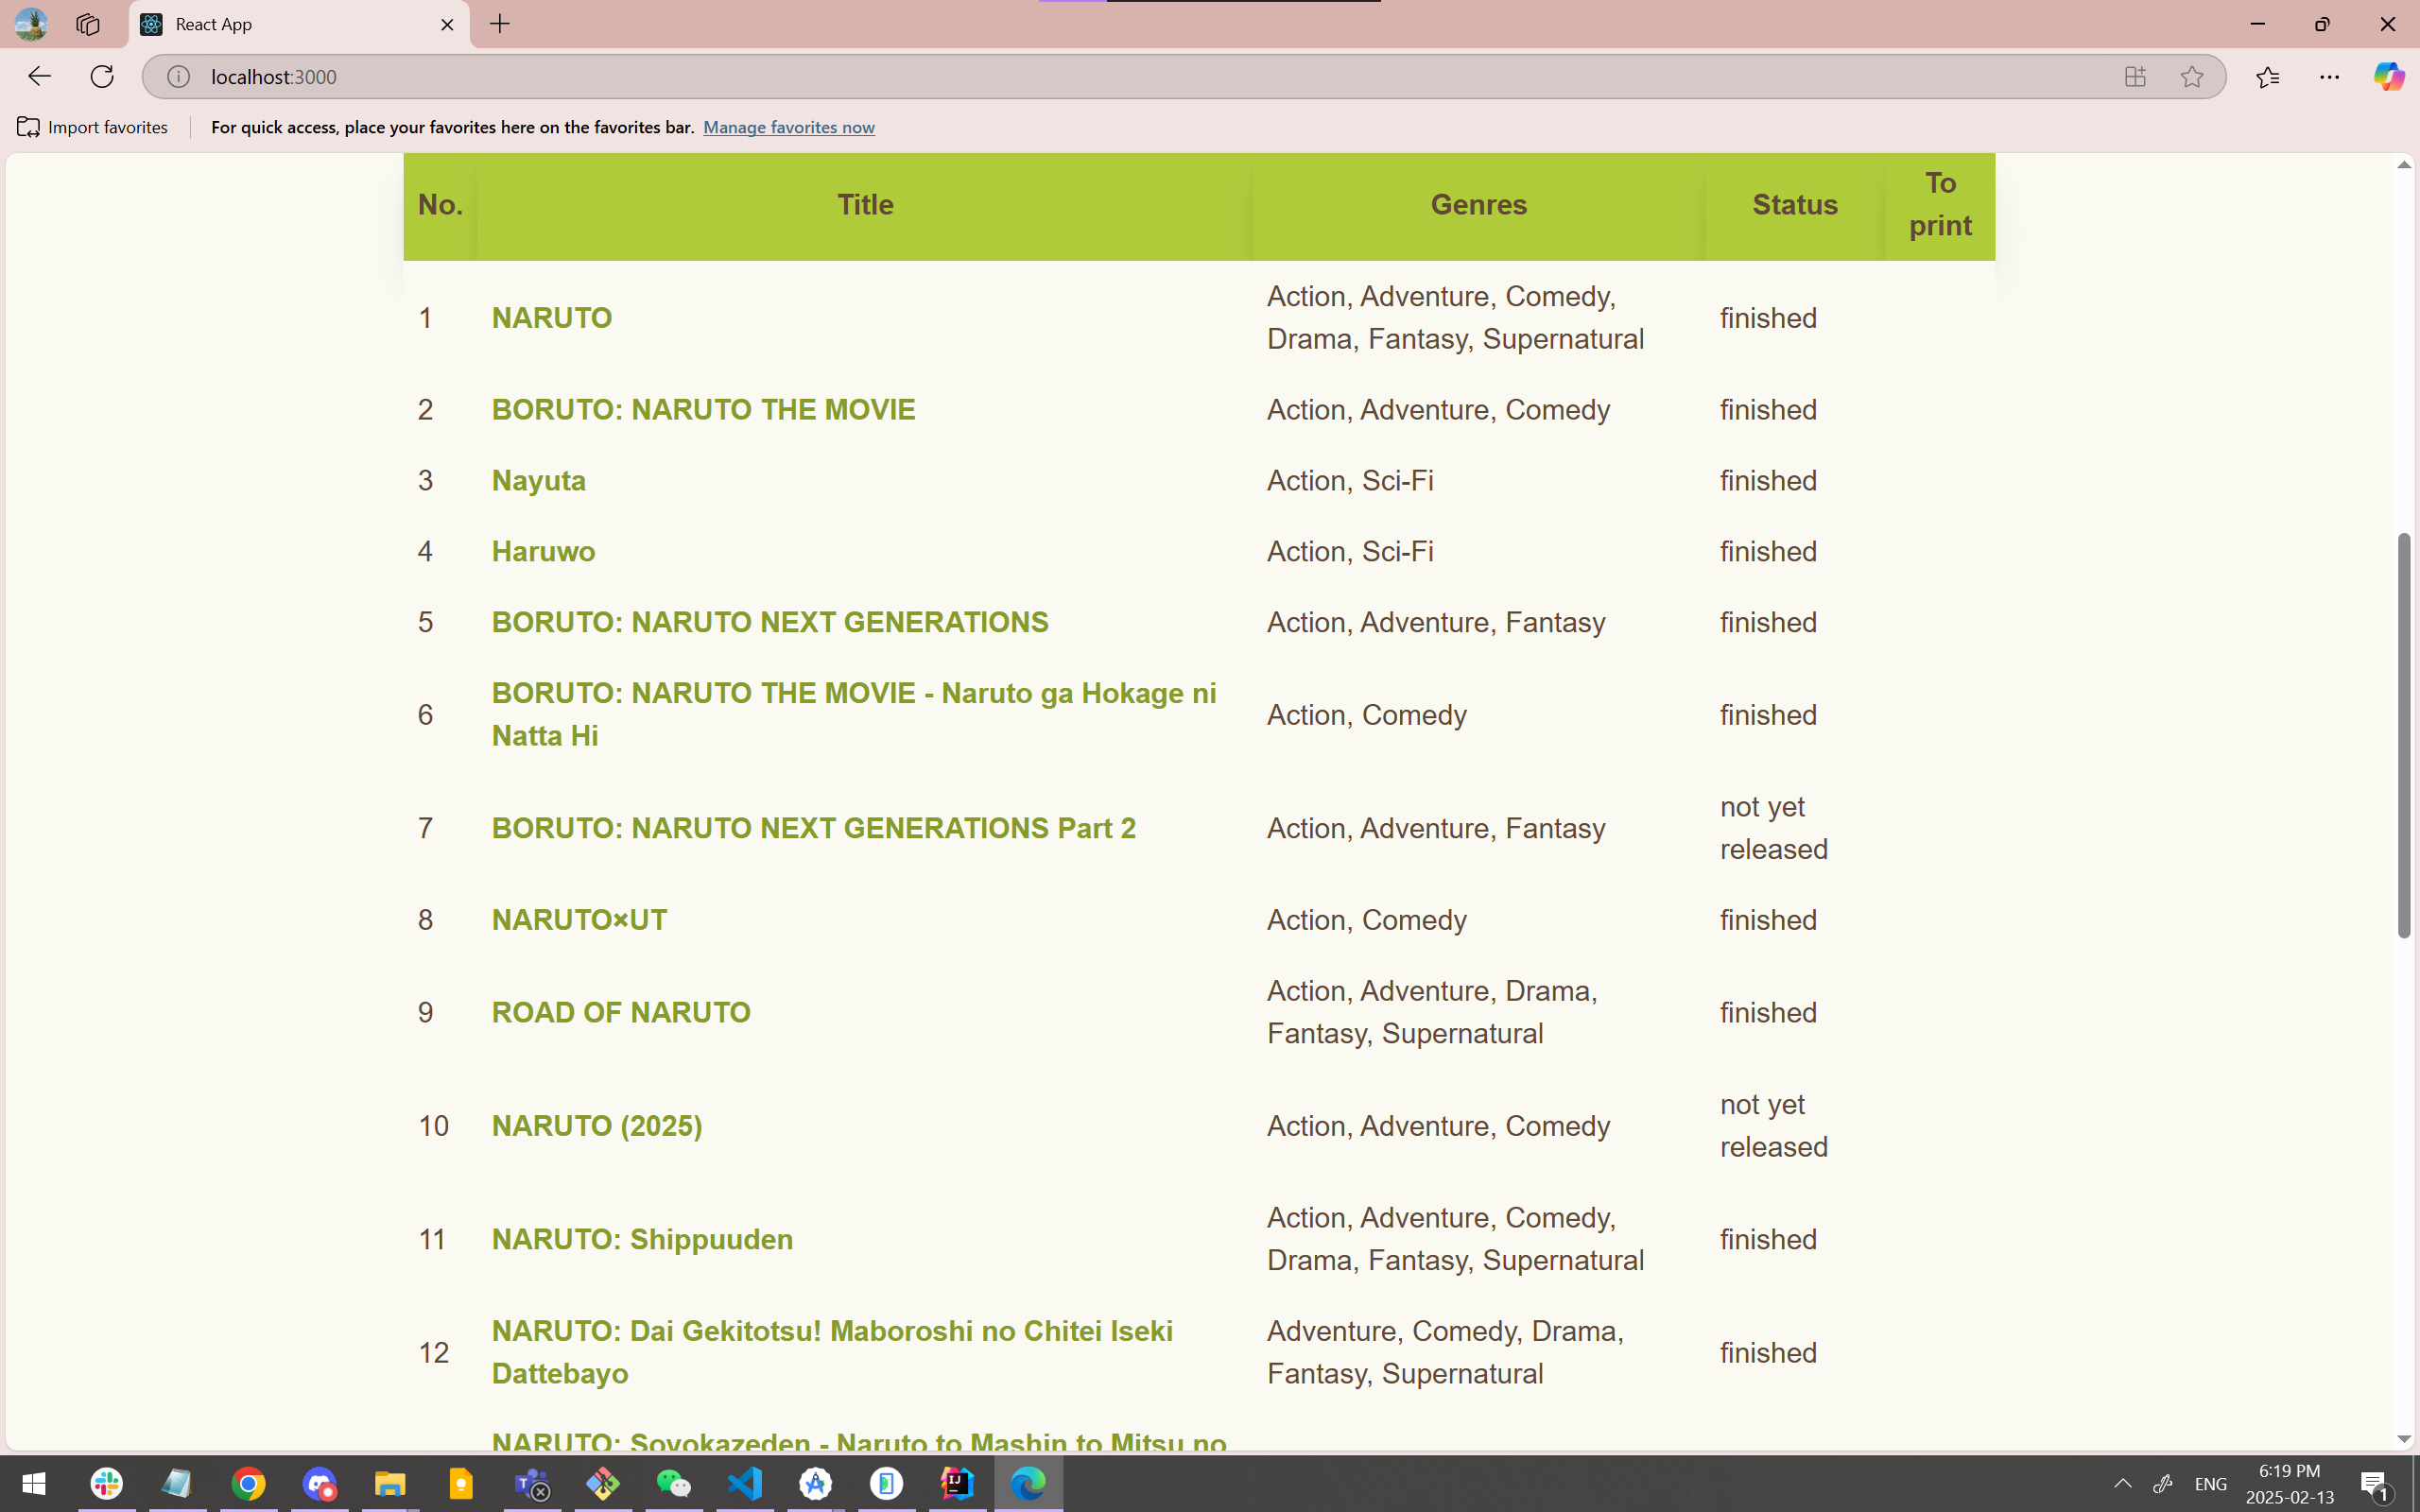 React App
localhost:3000
Import favorites
For quick access, place your favorites here on the favorites bar. Manage favorites now
No. Title Genres Status To
print
1 NARUTO Action, Adventure, Comedy,
Drama, Fantasy, Supernatural finished
2 BORUTO: NARUTO THE MOVIE Action, Adventure, Comedy finished
3 Nayuta Action, Sci-Fi finished
4 Haruwo Action, Sci-Fi finished
5 BORUTO: NARUTO NEXT GENERATIONS Action, Adventure, Fantasy finished
6 BORUTO: NARUTO THE MOVIE - Naruto ga Hokage ni
Natta Hi Action, Comedy finished
7 BORUTO: NARUTO NEXT GENERATIONS Part 2 Action, Adventure, Fantasy not yet
released
8 NARUTO×UT Action, Comedy finished
9 ROAD OF NARUTO Action, Adventure, Drama,
Fantasy, Supernatural finished
10 NARUTO (2025) Action, Adventure, Comedy not yet
released
11 NARUTO: Shippuuden Action, Adventure, Comedy,
Drama, Fantasy, Supernatural finished
12 NARUTO: Dai Gekitotsu! Maboroshi no Chitei Iseki
Dattebayo Adventure, Comedy, Drama,
Fantasy, Supernatural finished
NARUTO: Soyokazeden - Naruto to Mashin to Mitsu no
ENG
6:19 PM
2025-02-13
1